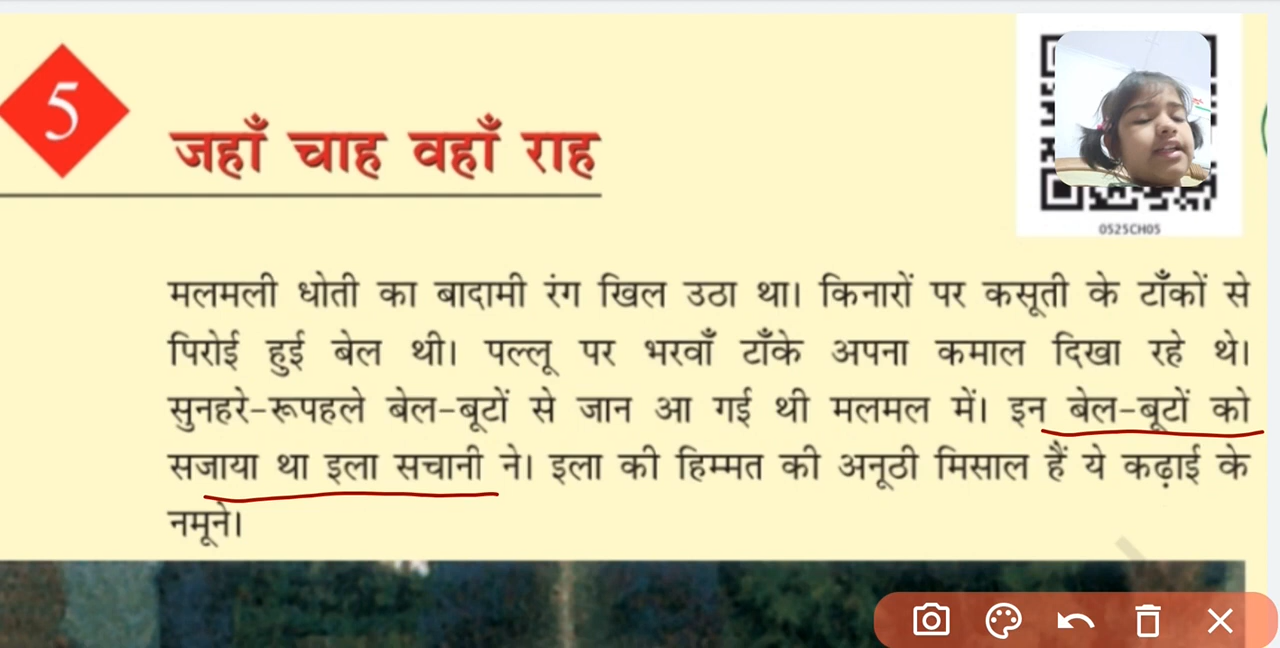 5
जहाँ चाह वहाँ राह
0525CH05
मलमली धोती का बादामी रंग खिल उठा था। किनारों पर कसूती के टाँकों से
पिरोई हुई बेल थी। पल्लू पर भरवाँ टाँके अपना कमाल दिखा रहे थे।
सुनहरे-रूपहले बेल-बूटों से जान आ गई थी मलमल में। इन बेल-बूटों को
सजाया था इला सचानी ने। इला की हिम्मत की अनूठी मिसाल हैं ये कढ़ाई के
नमूने।